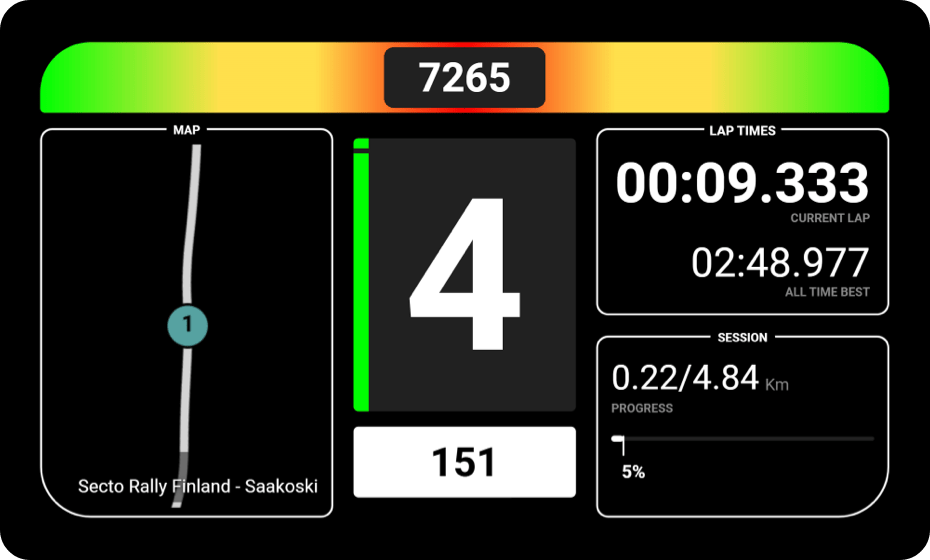 7265
MAP
1
Secto Rally Finland - Saakoski
4
151
LAP TIMES
00:09.333
CURRENT LAP
02:48.977
ALL TIME BEST
SESSION
0.22/4.84 Km
PROGRESS
5%